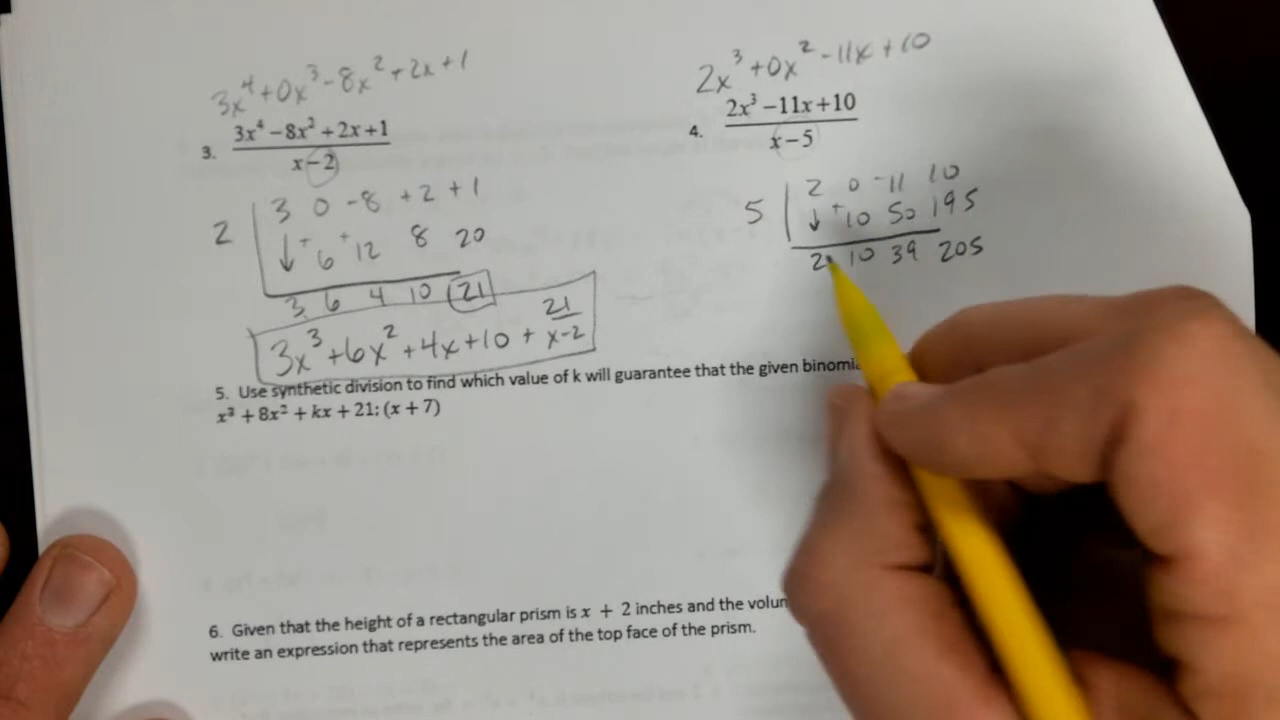 3x⁴+0x³-8x²+2x+1
3. 3x⁴-8x²+2x+1
x-2
2 3 0 -8 +2 +1
↓ + 6 + 12 8 20
3 6 4 10 21
3x³+6x²+4x+10+ 21
x-2
2x³+0x²-11x+10
4. 2x³-11x+10
x-5
5 2 0 -11 10
↓ + 10 50 195
2 10 39 205
5. Use synthetic division to find which value of k will guarantee that the given
x³ + 8x² + kx + 21; (x + 7)
6. Given that the height of a rectangular prism is x + 2 inches and the
write an expression that represents the area of the top face of the prism.